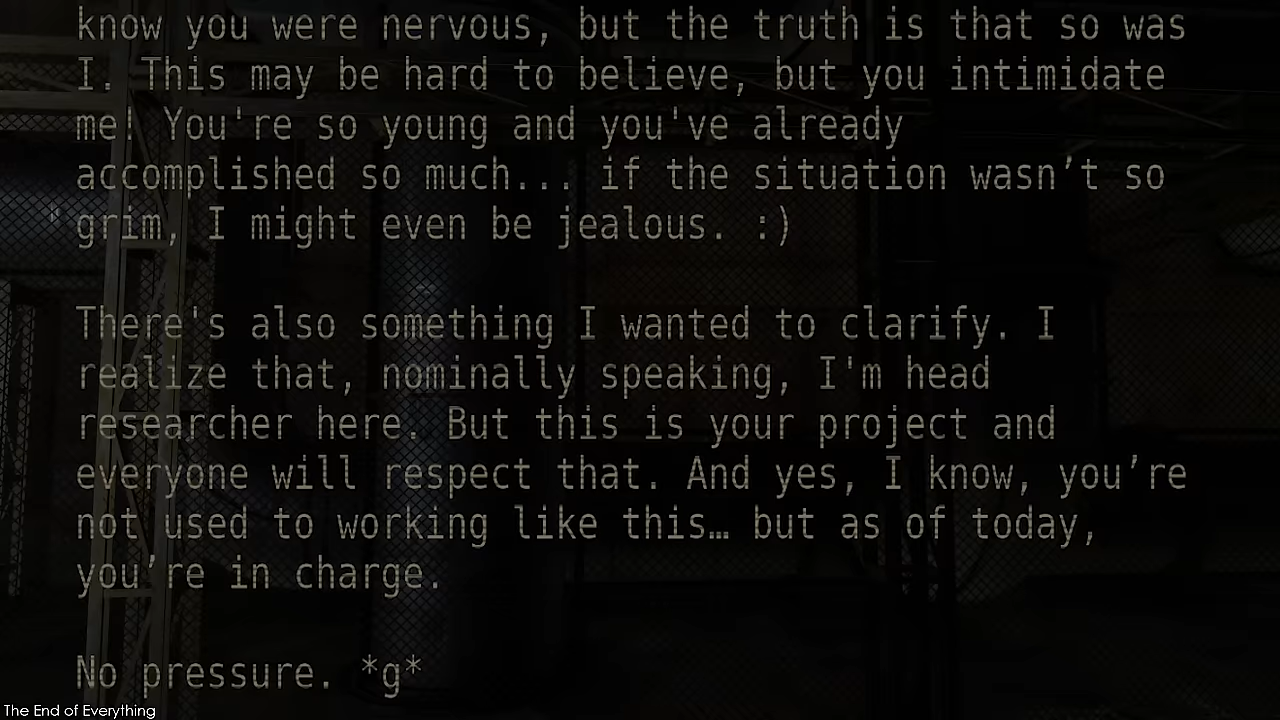 know you were nervous, but the truth is that so was
I. This may be hard to believe, but you intimidate
me! You're so young and you've already
accomplished so much... if the situation wasn’t so
grim, I might even be jealous. :)
There's also something I wanted to clarify. I
realize that, nominally speaking, I'm head
researcher here. But this is your project and
everyone will respect that. And yes, I know, you’re
not used to working like this… but as of today,
you’re in charge.
No pressure. *g*
The End of Everything